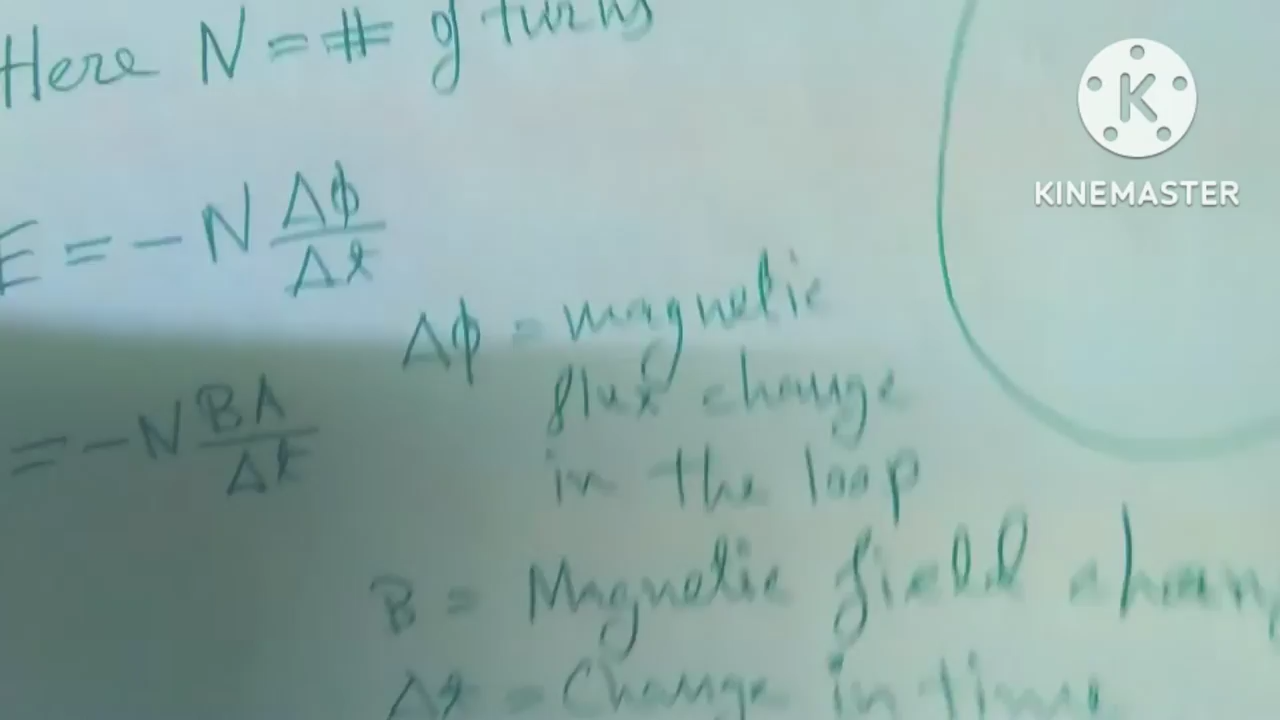 Here N = # of turns
E = - N Δϕ/Δt
Δϕ = magnetic
flux change
in the loop
= - N BA/Δt
B = Magnetic field chang
Δt = Change in time
KINEMASTER